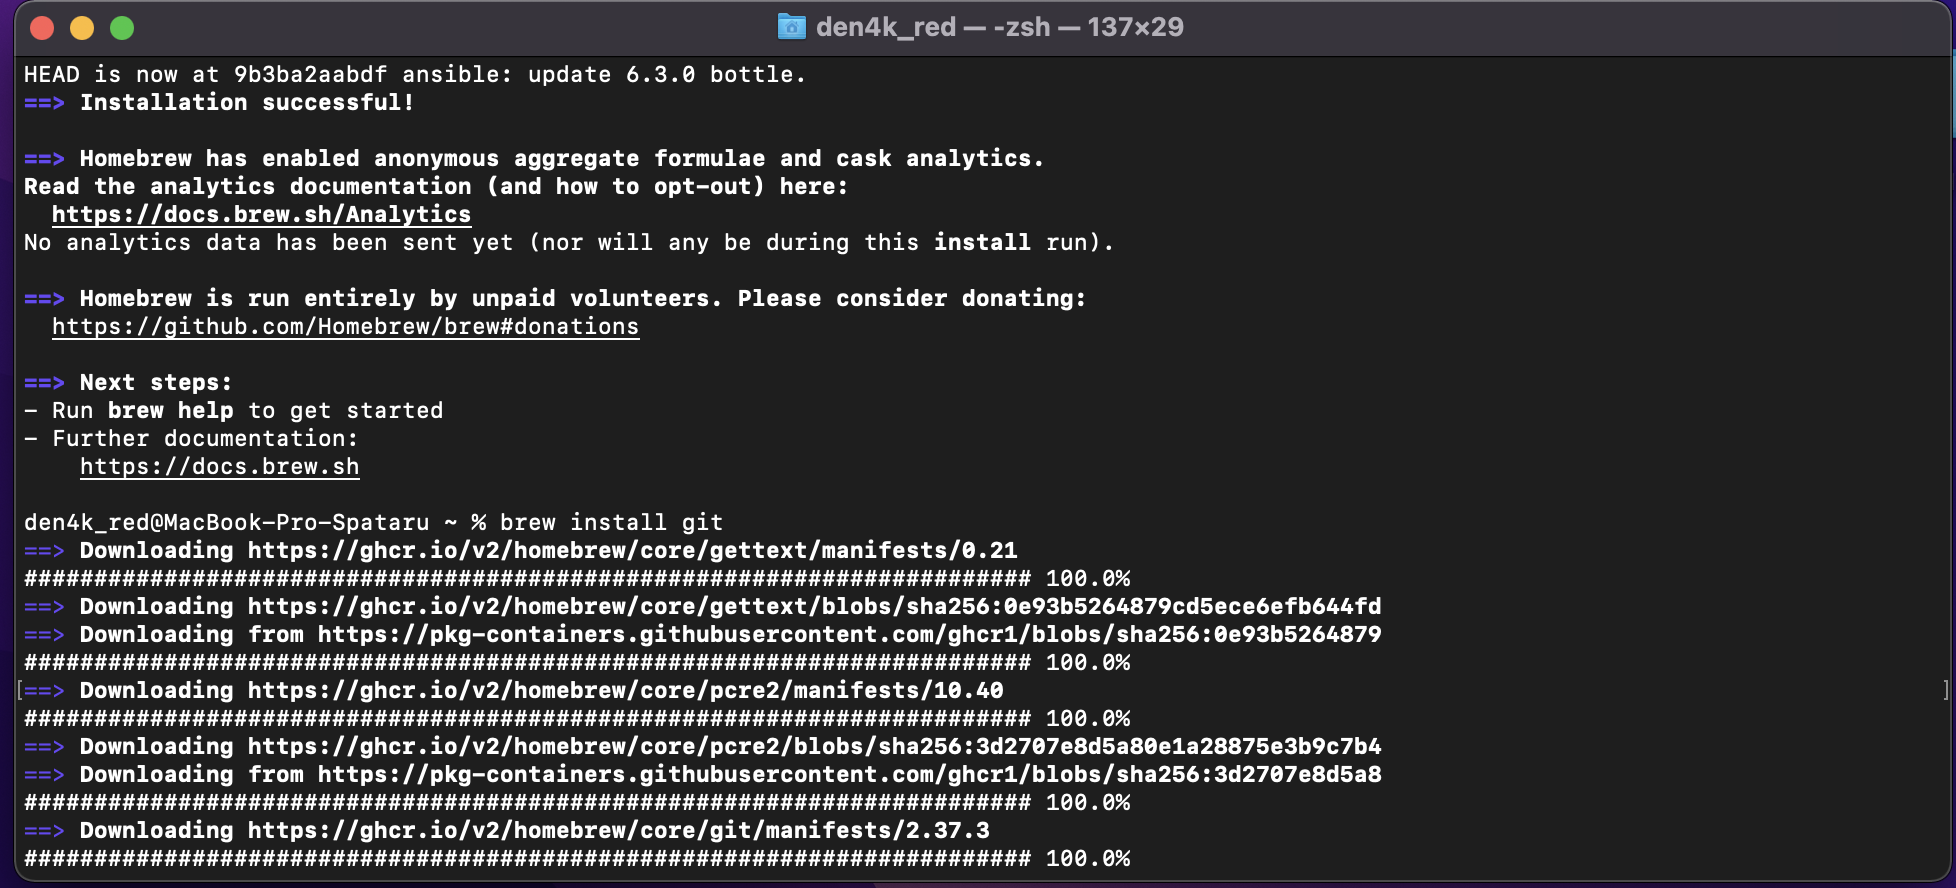 den4k_red — -zsh — 137×29
HEAD is now at 9b3ba2aabdf ansible: update 6.3.0 bottle.
==> Installation successful!
==> Homebrew has enabled anonymous aggregate formulae and cask analytics.
Read the analytics documentation (and how to opt-out) here:
  https://docs.brew.sh/Analytics
No analytics data has been sent yet (nor will any be during this install run).
==> Homebrew is run entirely by unpaid volunteers. Please consider donating:
  https://github.com/Homebrew/brew#donations
==> Next steps:
- Run brew help to get started
- Further documentation:
    https://docs.brew.sh
den4k_red@MacBook-Pro-Spataru ~ % brew install git
==> Downloading https://ghcr.io/v2/homebrew/core/gettext/manifests/0.21
######################################################################## 100.0%
==> Downloading https://ghcr.io/v2/homebrew/core/gettext/blobs/sha256:0e93b5264879cd5ece6efb644fd
==> Downloading from https://pkg-containers.githubusercontent.com/ghcr1/blobs/sha256:0e93b5264879
######################################################################## 100.0%
[==> Downloading https://ghcr.io/v2/homebrew/core/pcre2/manifests/10.40 ]
######################################################################## 100.0%
==> Downloading https://ghcr.io/v2/homebrew/core/pcre2/blobs/sha256:3d2707e8d5a80e1a28875e3b9c7b4
==> Downloading from https://pkg-containers.githubusercontent.com/ghcr1/blobs/sha256:3d2707e8d5a8
######################################################################## 100.0%
==> Downloading https://ghcr.io/v2/homebrew/core/git/manifests/2.37.3
######################################################################## 100.0%